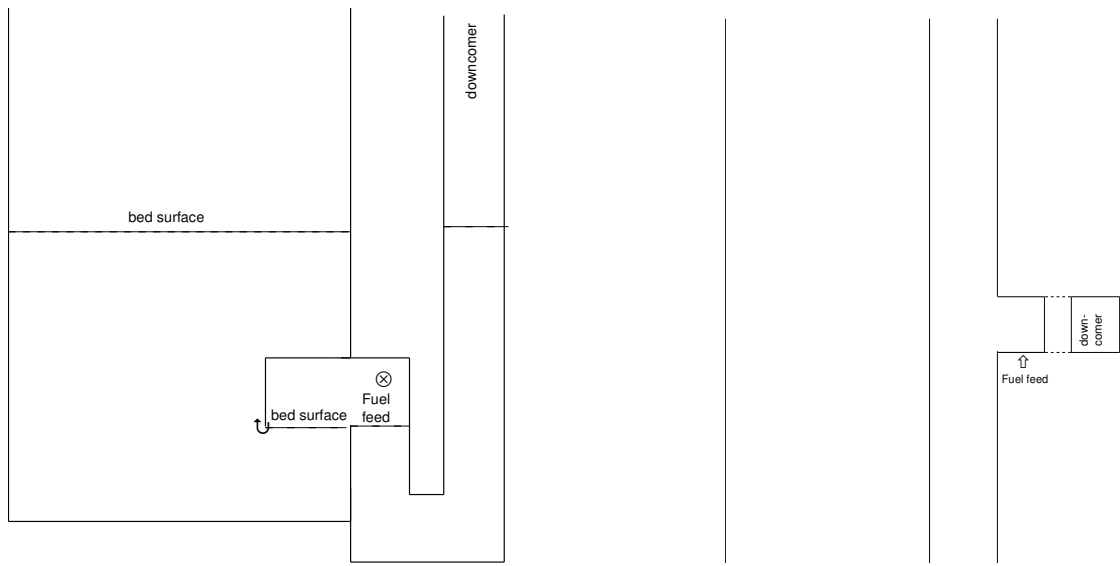 downcomer
bed surface
Fuel
feed
bed surface
down-
comer
Fuel feed